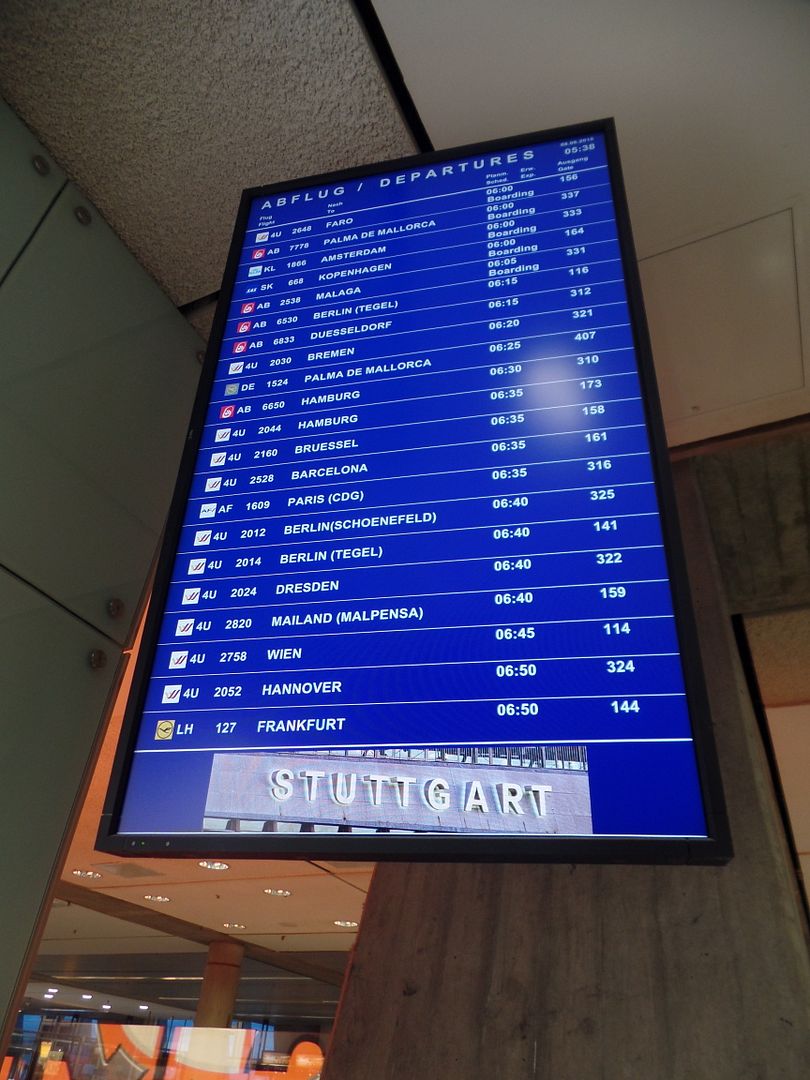 ABFLUG / DEPARTURES 05:38
Flug Nach Planm. Erw. Ausgang
Flight To Sched. Exp. Gate
4U 2648 FARO 06:00 Boarding 156
AB 7778 PALMA DE MALLORCA 06:00 Boarding 337
KL 1866 AMSTERDAM 06:00 Boarding 333
SK 668 KOPENHAGEN 06:00 Boarding 164
AB 2538 MALAGA 06:05 Boarding 331
AB 6530 BERLIN (TEGEL) 06:15 116
AB 6833 DUESSELDORF 06:15 312
4U 2030 BREMEN 06:20 321
DE 1524 PALMA DE MALLORCA 06:25 407
AB 6650 HAMBURG 06:30 310
4U 2044 HAMBURG 06:35 173
4U 2160 BRUESSEL 06:35 158
4U 2528 BARCELONA 06:35 161
AF 1609 PARIS (CDG) 06:35 316
4U 2012 BERLIN(SCHOENEFELD) 06:40 325
4U 2014 BERLIN (TEGEL) 06:40 141
4U 2024 DRESDEN 06:40 322
4U 2820 MAILAND (MALPENSA) 06:40 159
4U 2758 WIEN 06:45 114
4U 2052 HANNOVER 06:50 324
LH 127 FRANKFURT 06:50 144
STUTTGART